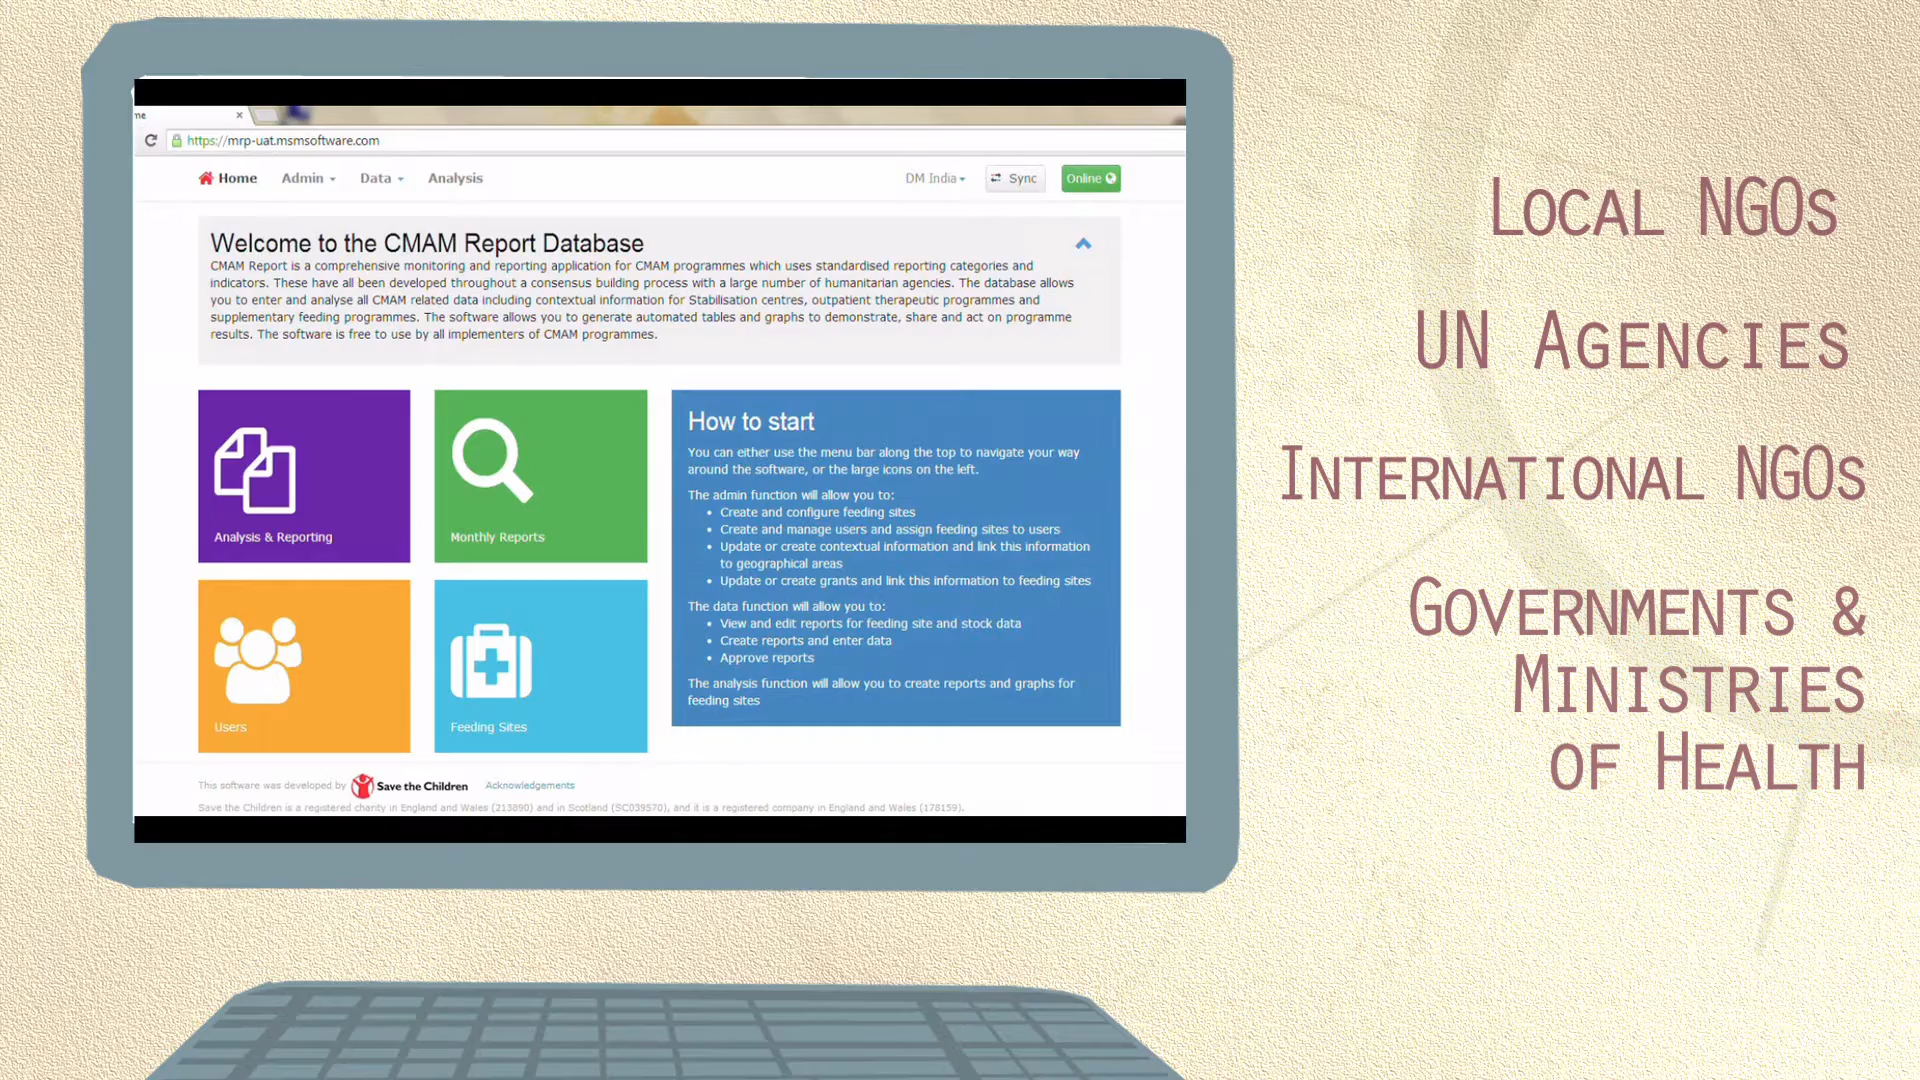 me
https://mrp-uat.msmsoftware.com
Home Admin Data Analysis DM India Sync Online
Welcome to the CMAM Report Database
CMAM Report is a comprehensive monitoring and reporting application for CMAM programmes which uses standardised reporting categories and
indicators. These have all been developed throughout a consensus building process with a large number of humanitarian agencies. The database allows
you to enter and analyse all CMAM related data including contextual information for Stabilisation centres, outpatient therapeutic programmes and
supplementary feeding programmes. The software allows you to generate automated tables and graphs to demonstrate, share and act on programme
results. The software is free to use by all implementers of CMAM programmes.
Analysis & Reporting
Monthly Reports
Users
Feeding Sites
How to start
You can either use the menu bar along the top to navigate your way
around the software, or the large icons on the left.
The admin function will allow you to:
• Create and configure feeding sites
• Create and manage users and assign feeding sites to users
• Update or create contextual information and link this information
to geographical areas
• Update or create grants and link this information to feeding sites
The data function will allow you to:
• View and edit reports for feeding site and stock data
• Create reports and enter data
• Approve reports
The analysis function will allow you to create reports and graphs for
feeding sites
This software was developed by Save the Children Acknowledgements
Save the Children is a registered charity in England and Wales (213890) and in Scotland (SC039570), and it is a registered company in England and Wales (178159).
Local NGOs
UN Agencies
International NGOs
Governments &
Ministries
of Health